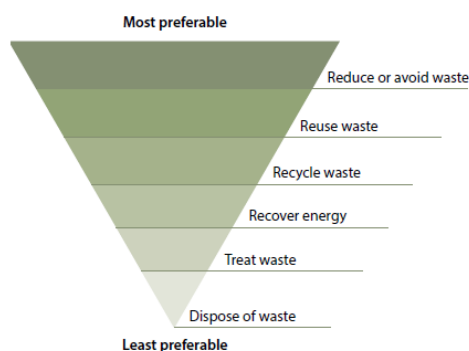 Most preferable
Reduce or avoid waste
Reuse waste
Recycle waste
Recover energy
Treat waste
Dispose of waste
Least preferable